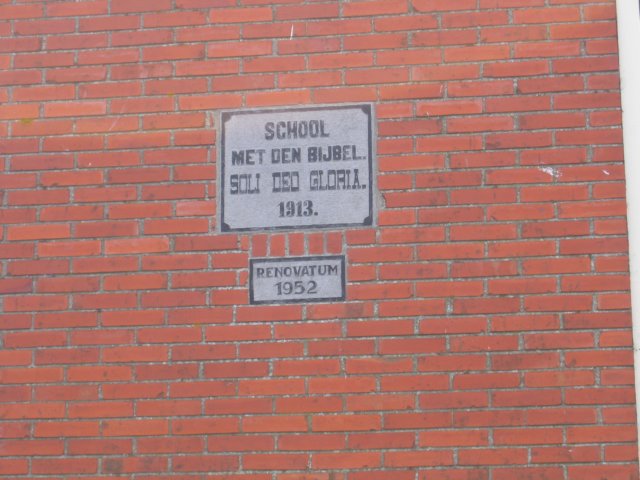 SCHOOL
MET DEN BIJBEL.
SOLI DEO GLORIA.
1913.
RENOVATUM
1952